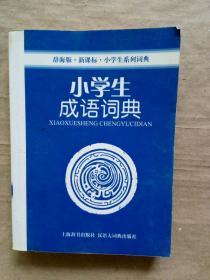 辞海版·新课标·小学生系列词典
小学生
成语词典
XIAOXUESHENG CHENGYUCIDIAN
上海辞书出版社 汉语大词典出版社